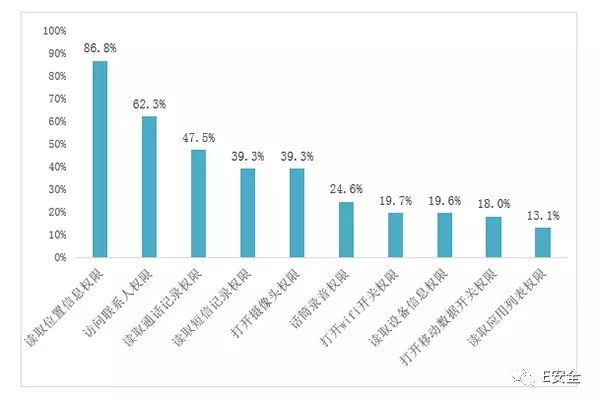 100%
90%
80%
70%
60%
50%
40%
30%
20%
10%
0%
86.8%
62.3%
47.5%
39.3%
39.3%
24.6%
19.7%
19.6%
18.0%
13.1%
读取位置信息权限
访问联系人权限
读取通话记录权限
读取短信记录权限
打开摄像头权限
话筒录音权限
打开wifi开关权限
读取设备信息权限
打开移动数据开关权限
读取应用列表权限
E安全